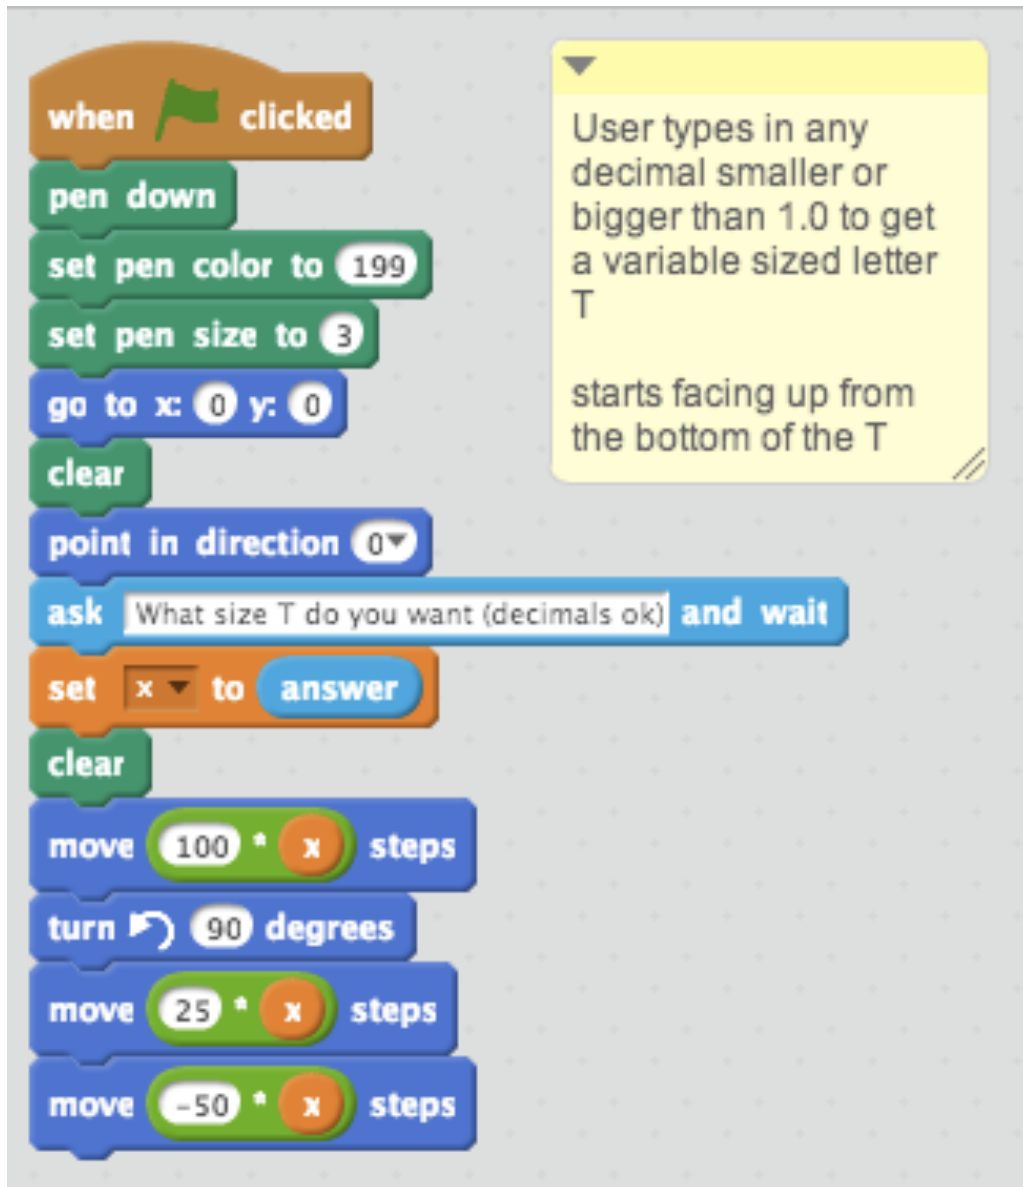 when clicked
pen down
set pen color to 199
set pen size to 3
go to x: 0 y: 0
clear
point in direction 0
ask What size T do you want (decimals ok) and wait
set x to answer
clear
move 100 * x steps
turn 90 degrees
move 25 * x steps
move -50 * x steps
User types in any
decimal smaller or
bigger than 1.0 to get
a variable sized letter
T
starts facing up from
the bottom of the T